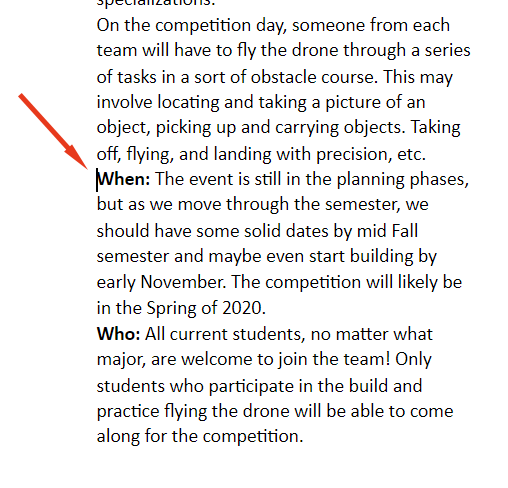 specializations.
On the competition day, someone from each
team will have to fly the drone through a series
of tasks in a sort of obstacle course. This may
involve locating and taking a picture of an
object, picking up and carrying objects. Taking
off, flying, and landing with precision, etc.
When: The event is still in the planning phases,
but as we move through the semester, we
should have some solid dates by mid Fall
semester and maybe even start building by
early November. The competition will likely be
in the Spring of 2020.
Who: All current students, no matter what
major, are welcome to join the team! Only
students who participate in the build and
practice flying the drone will be able to come
along for the competition.